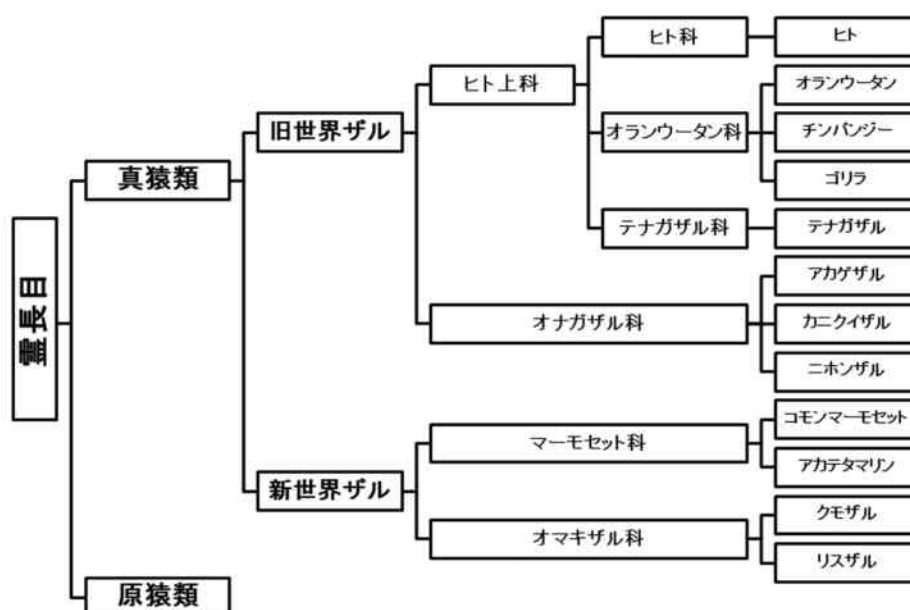 霊長目
真猿類
原猿類
旧世界ザル
新世界ザル
ヒト上科
オナガザル科
マーモセット科
オマキザル科
ヒト科
オランウータン科
テナガザル科
ヒト
オランウータン
チンパンジー
ゴリラ
テナガザル
アカゲザル
カニクイザル
ニホンザル
コモンマーモセット
アカテタマリン
クモザル
リスザル